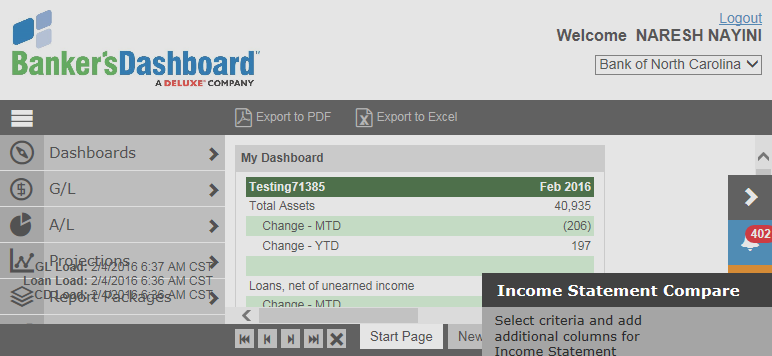 Logout
Welcome NARESH NAYINI
Banker'sDashboard™
A DELUXE® COMPANY
Bank of North Carolina
Export to PDF Export to Excel
Dashboards
G/L
A/L
Projections
GL Load: 2/4/2016 6:37 AM CST
Loan Load: 2/4/2016 6:36 AM CST
Report Packages
CD Load: 2/4/2016 6:36 AM CST
My Dashboard
Testing71385 Feb 2016
Total Assets 40,935
Change - MTD (206)
Change - YTD 197
Loans, net of unearned income
Change - MTD
402
Income Statement Compare
Select criteria and add
additional columns for
Income Statement
Start Page New